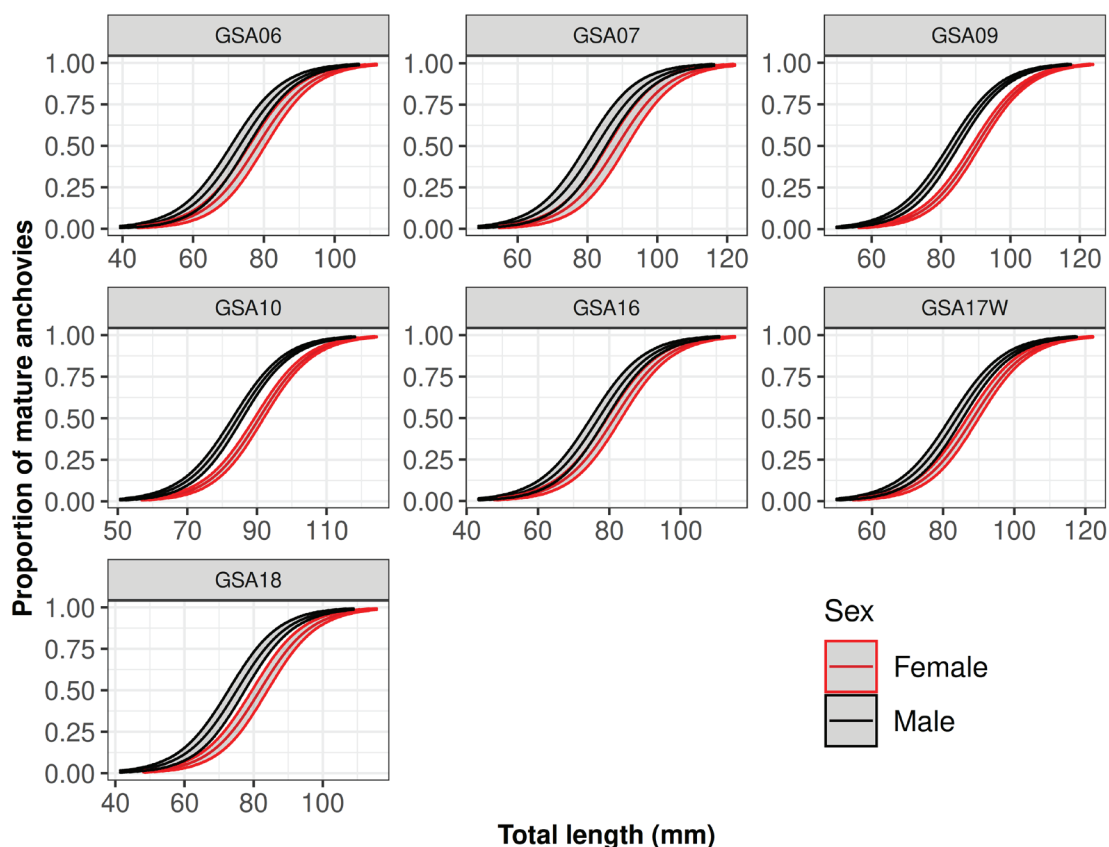 GSA06 GSA07 GSA09
1.00 1.00 1.00
0.75 0.75 0.75
0.50 0.50 0.50
0.25 0.25 0.25
0.00 0.00 0.00
40 60 80 100 60 80 100 120 60 80 100 120
Proportion of mature anchovies
GSA10 GSA16 GSA17W
1.00 1.00 1.00
0.75 0.75 0.75
0.50 0.50 0.50
0.25 0.25 0.25
0.00 0.00 0.00
50 70 90 110 40 60 80 100 60 80 100 120
GSA18
1.00
0.75
0.50
0.25
0.00
40 60 80 100
Sex
Female
Male
Total length (mm)